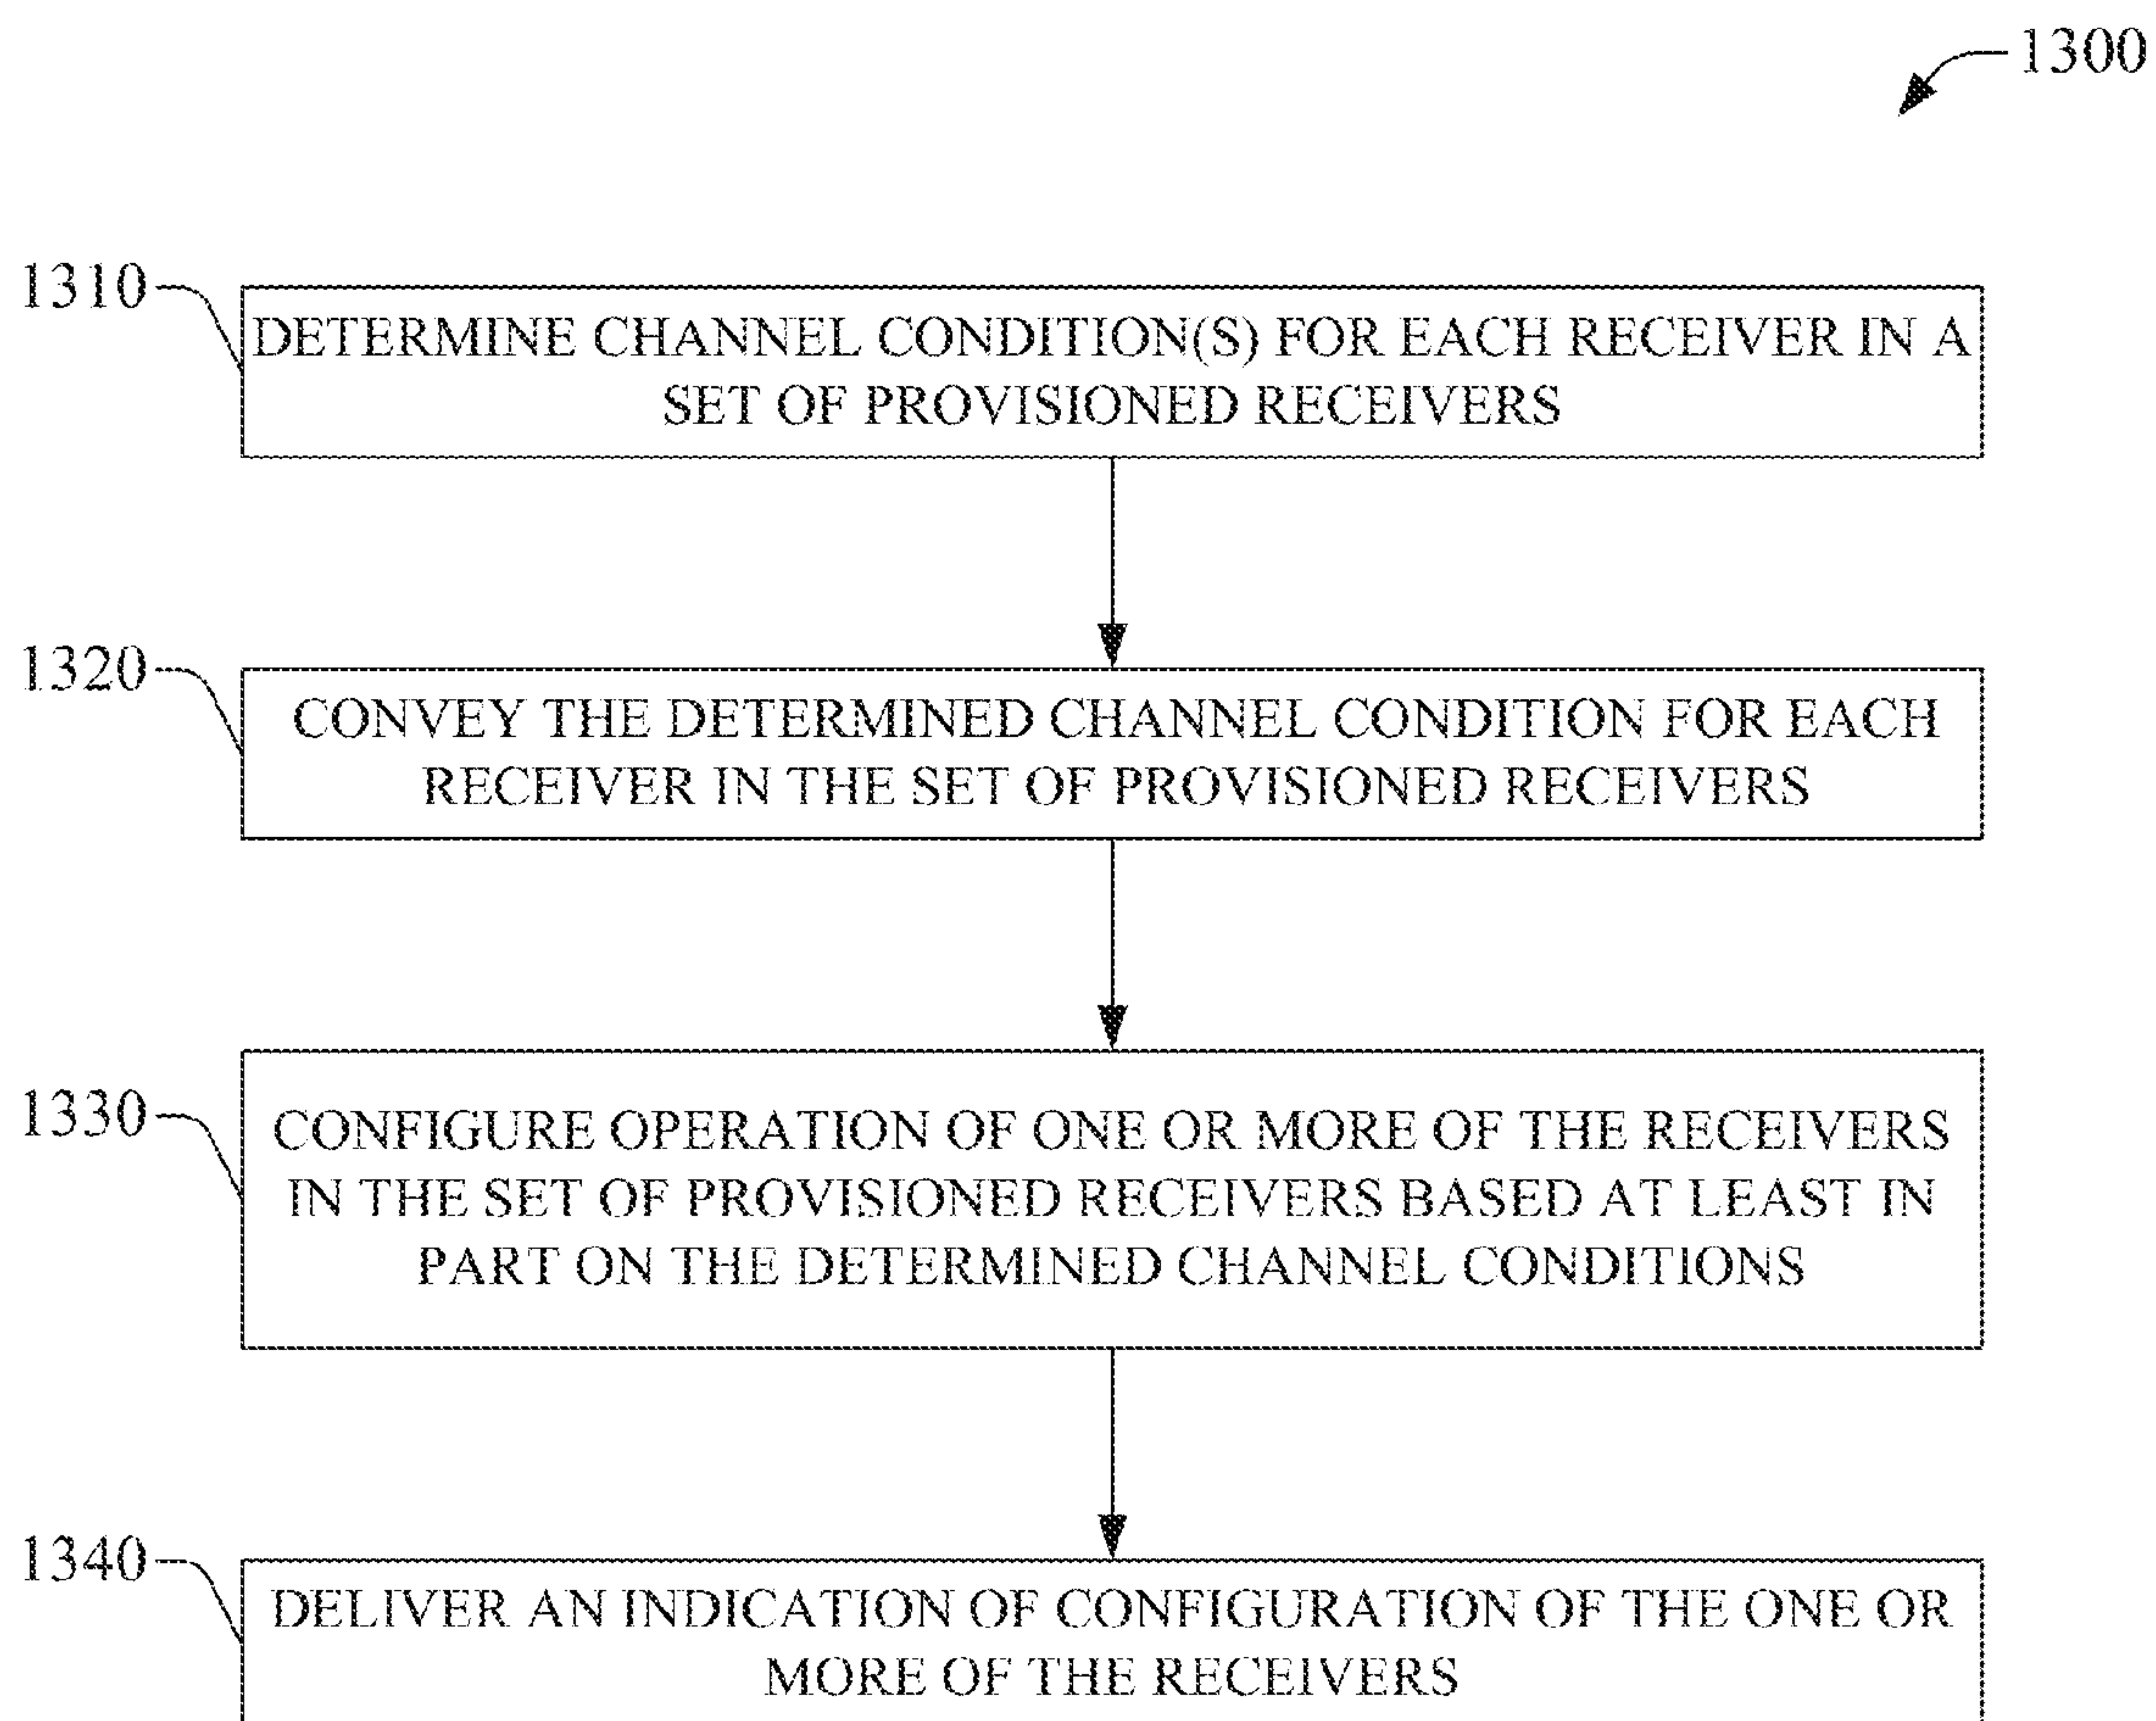 1300
1310
DETERMINE CHANNEL CONDITION(S) FOR EACH RECEIVER IN A
SET OF PROVISIONED RECEIVERS
1320
CONVEY THE DETERMINED CHANNEL CONDITION FOR EACH
RECEIVER IN THE SET OF PROVISIONED RECEIVERS
1330
CONFIGURE OPERATION OF ONE OR MORE OF THE RECEIVERS
IN THE SET OF PROVISIONED RECEIVERS BASED AT LEAST IN
PART ON THE DETERMINED CHANNEL CONDITIONS
1340
DELIVER AN INDICATION OF CONFIGURATION OF THE ONE OR
MORE OF THE RECEIVERS